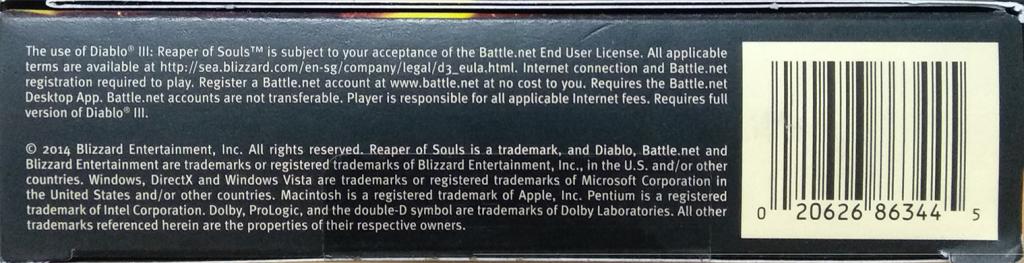 The use of Diablo® III: Reaper of Souls™ is subject to your acceptance of the Battle.net End User License. All applicable
terms are available at http://sea.blizzard.com/en-sg/company/legal/d3_eula.html. Internet connection and Battle.net
registration required to play. Register a Battle.net account at www.battle.net at no cost to you. Requires the Battle.net
Desktop App. Battle.net accounts are not transferable. Player is responsible for all applicable Internet fees. Requires full
version of Diablo® III.
© 2014 Blizzard Entertainment, Inc. All rights reserved. Reaper of Souls is a trademark, and Diablo, Battle.net and
Blizzard Entertainment are trademarks or registered trademarks of Blizzard Entertainment, Inc., in the U.S. and/or other
countries. Windows, DirectX and Windows Vista are trademarks or registered trademarks of Microsoft Corporation in
the United States and/or other countries. Macintosh is a registered trademark of Apple, Inc. Pentium is a registered
trademark of Intel Corporation. Dolby, ProLogic, and the double-D symbol are trademarks of Dolby Laboratories. All other
trademarks referenced herein are the properties of their respective owners.
0 20626 86344 5